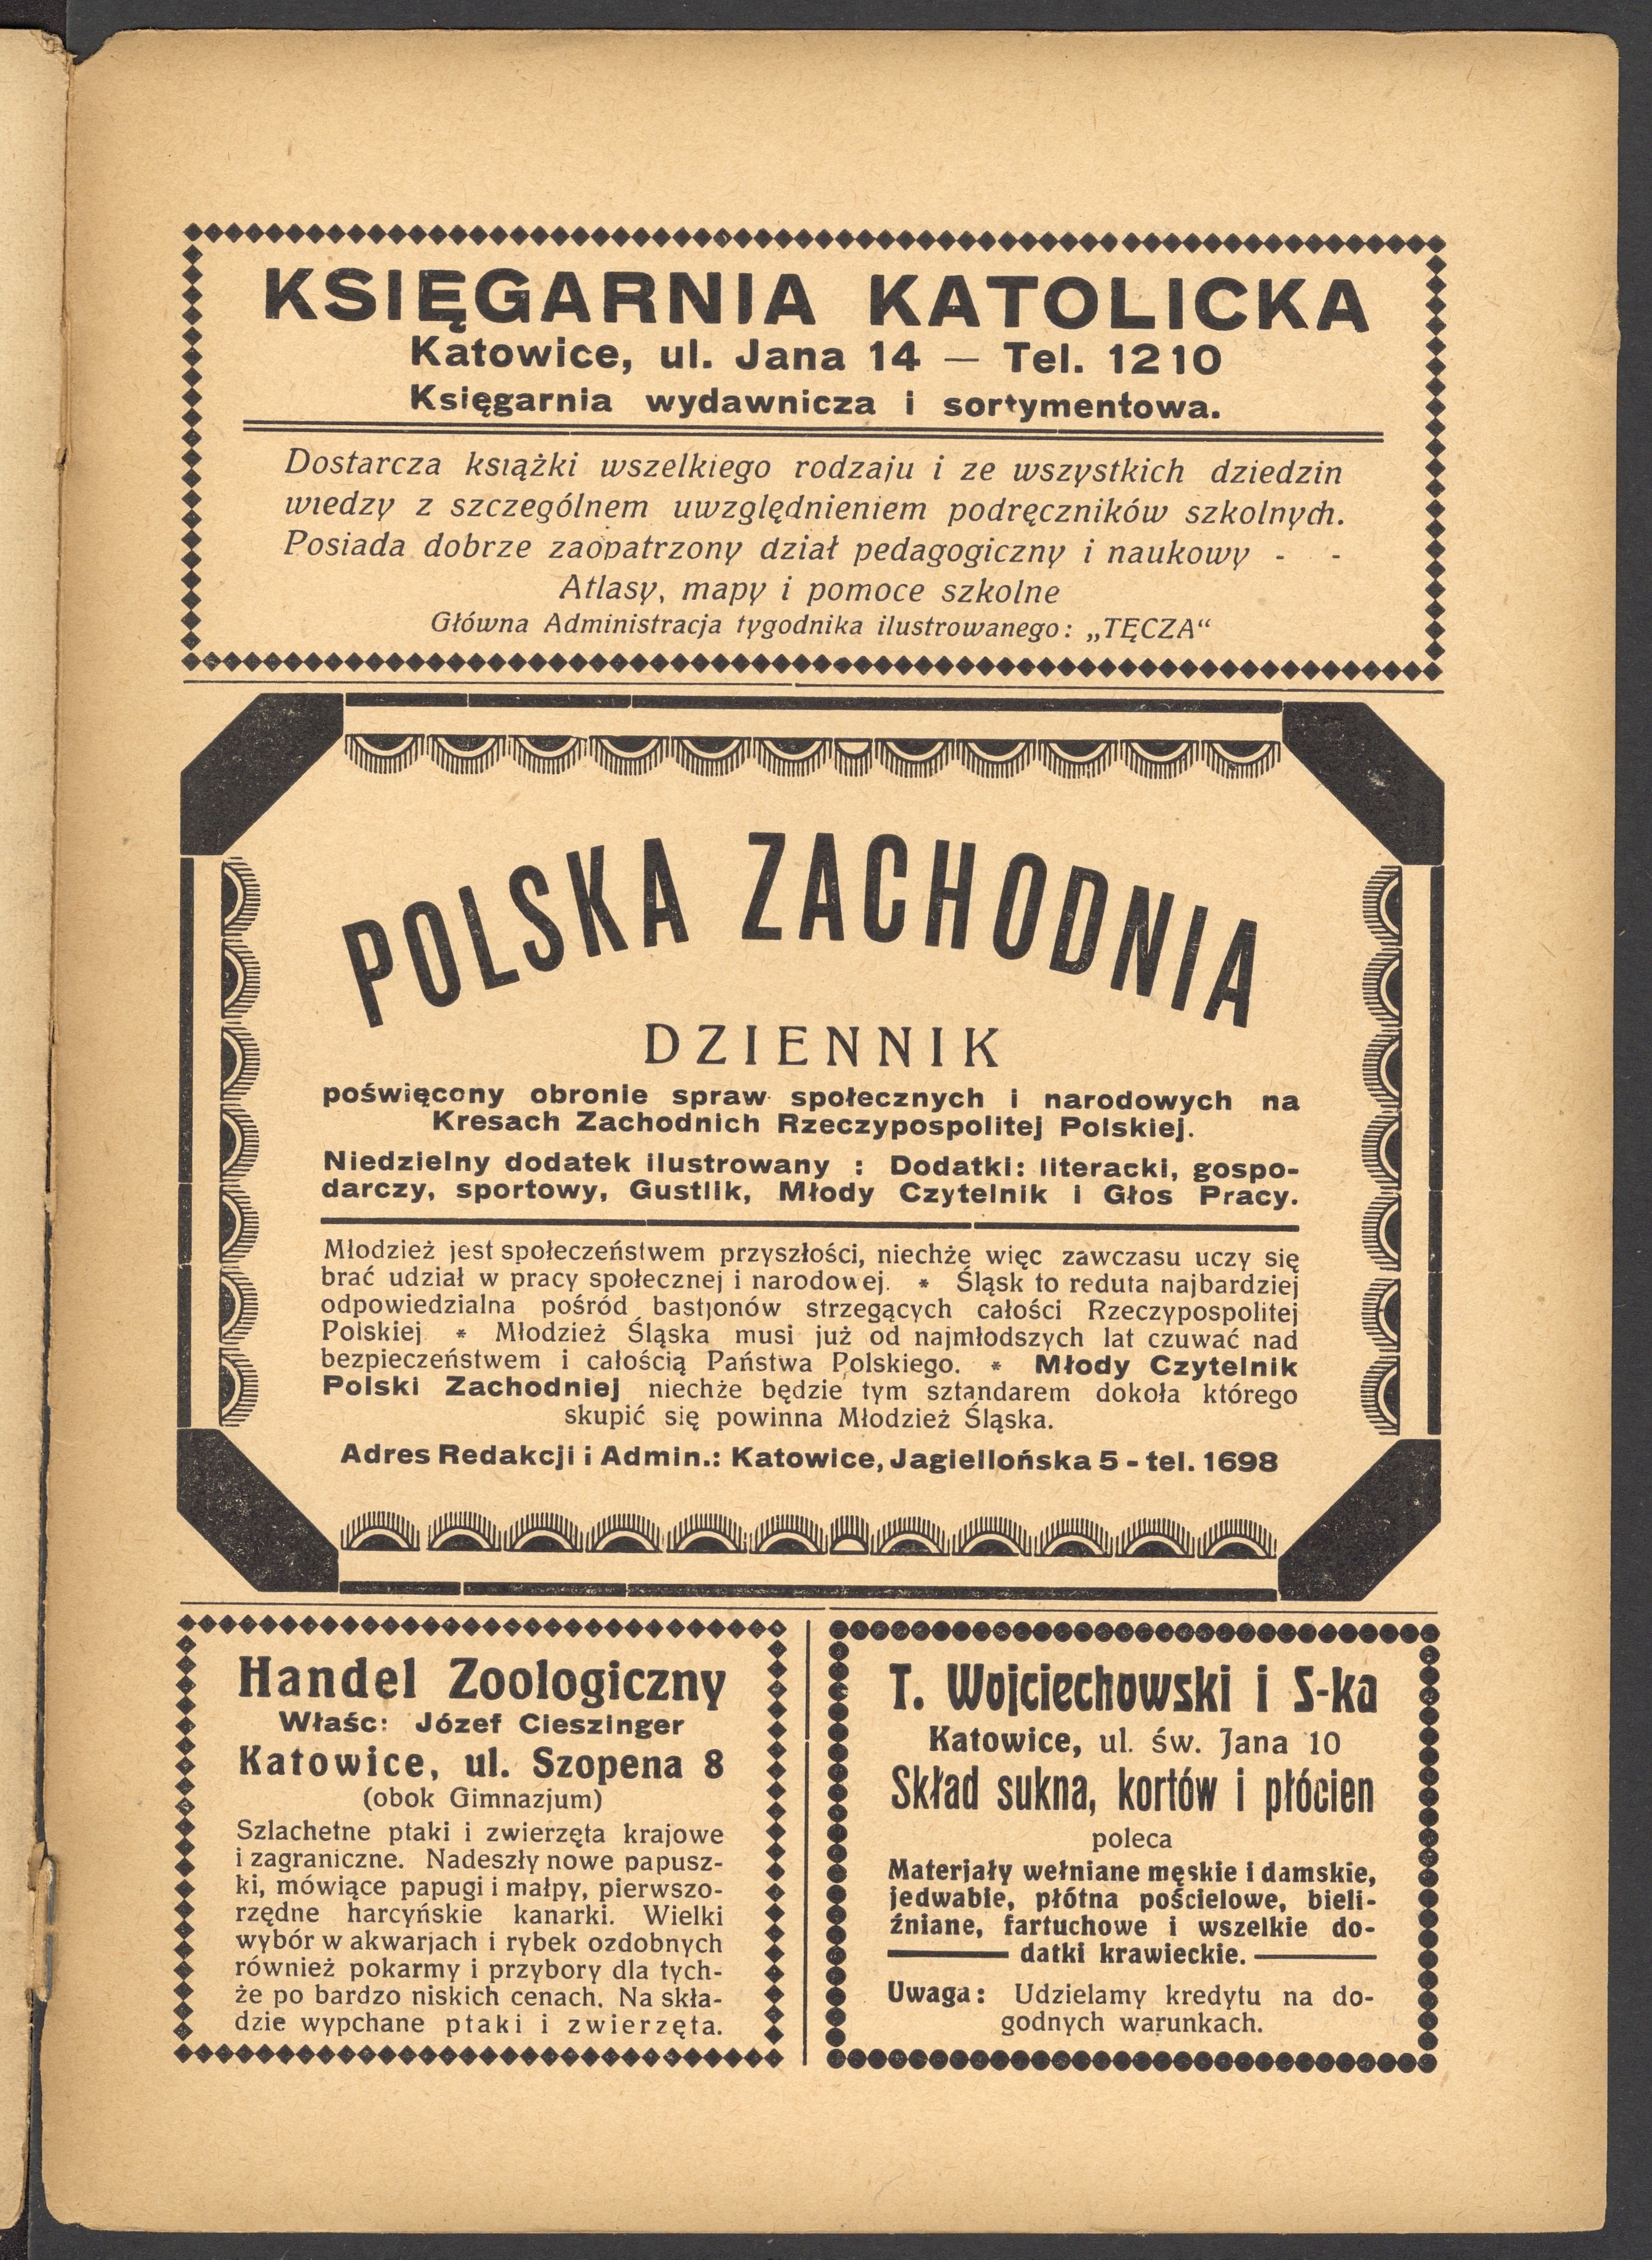 KSIĘGARNIA KATOLICKA
Katowice, ul. Jana 14 — Tel. 1210
Księgarnia wydawnicza i sortymentowa.
Dostarcza książki wszelkiego rodzaju i ze wszystkich dziedzin
wiedzy z szczególnem uwzględnieniem podręczników szkolnych.
Posiada dobrze zaopatrzony dział pedagogiczny i naukowy - -
Atlasy, mapy i pomoce szkolne
Główna Administracja tygodnika ilustrowanego: „TĘCZA“
POLSKA ZACHODNIA
DZIENNIK
poświęcony obronie spraw społecznych i narodowych na
Kresach Zachodnich Rzeczypospolitej Polskiej.
Niedzielny dodatek ilustrowany : Dodatki: literacki, gospo-
darczy, sportowy, Gustlik, Młody Czytelnik i Głos Pracy.
Młodzież jest społeczeństwem przyszłości, niechże więc zawczasu uczy się
brać udział w pracy społecznej i narodowej. * Śląsk to reduta najbardziej
odpowiedzialna pośród bastjonów strzegących całości Rzeczypospolitej
Polskiej * Młodzież Śląska musi już od najmłodszych lat czuwać nad
bezpieczeństwem i całością Państwa Polskiego. * Młody Czytelnik
Polski Zachodniej niechże będzie tym sztandarem dokoła którego
skupić się powinna Młodzież Śląska.
Adres Redakcji i Admin.: Katowice, Jagiellońska 5 - tel. 1698
Handel Zoologiczny
Właśc: Józef Cieszinger
Katowice, ul. Szopena 8
(obok Gimnazjum)
Szlachetne ptaki i zwierzęta krajowe
i zagraniczne. Nadeszły nowe papusz-
ki, mówiące papugi i małpy, pierwszo-
rzędne harcyńskie kanarki. Wielki
wybór w akwarjach i rybek ozdobnych
również pokarmy i przybory dla tych-
że po bardzo niskich cenach. Na skła-
dzie wypchane ptaki i zwierzęta.
T. Wojciechowski i S-ka
Katowice, ul. św. Jana 10
Skład sukna, kortów i płócien
poleca
Materjały wełniane męskie i damskie,
jedwabie, płótna pościelowe, bieli-
źniane, fartuchowe i wszelkie do-
datki krawieckie.
Uwaga: Udzielamy kredytu na do-
godnych warunkach.